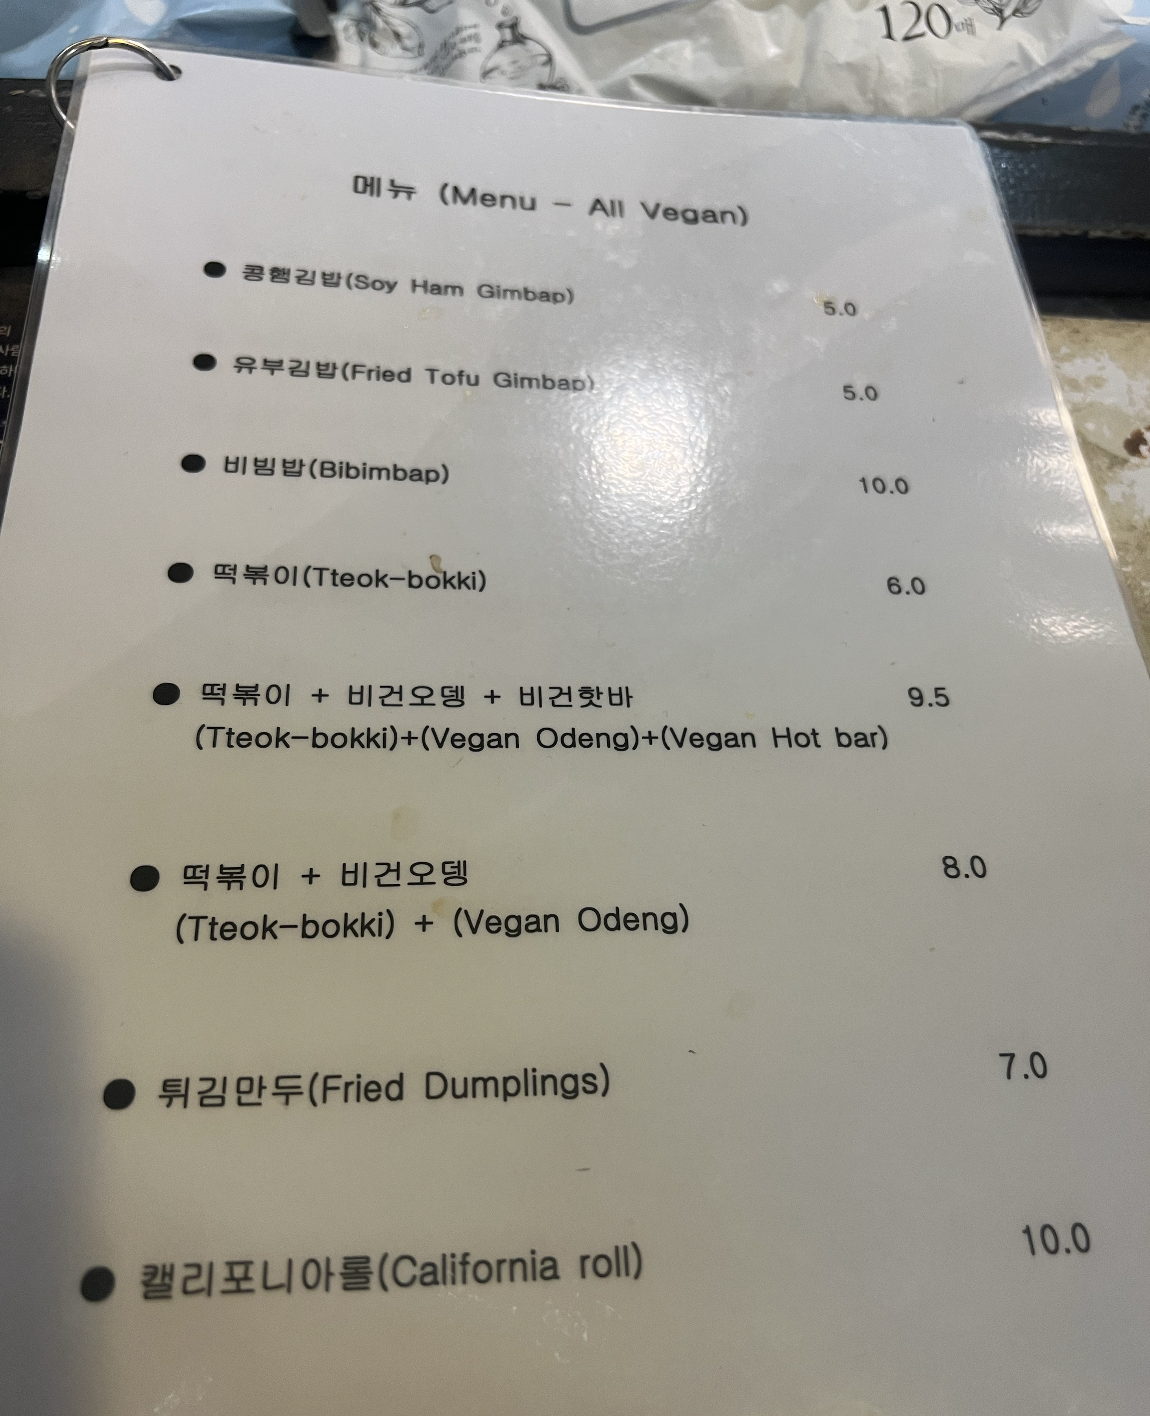 120매
메뉴 (Menu - All Vegan)
● 콩햄김밥(Soy Ham Gimbap) 5.0
● 유부김밥(Fried Tofu Gimbap) 5.0
● 비빔밥(Bibimbap) 10.0
● 떡볶이(Tteok-bokki) 6.0
● 떡볶이 + 비건오뎅 + 비건핫바 9.5
(Tteok-bokki)+(Vegan Odeng)+(Vegan Hot bar)
● 떡볶이 + 비건오뎅 8.0
(Tteok-bokki) + (Vegan Odeng)
● 튀김만두(Fried Dumplings) 7.0
● 캘리포니아롤(California roll) 10.0